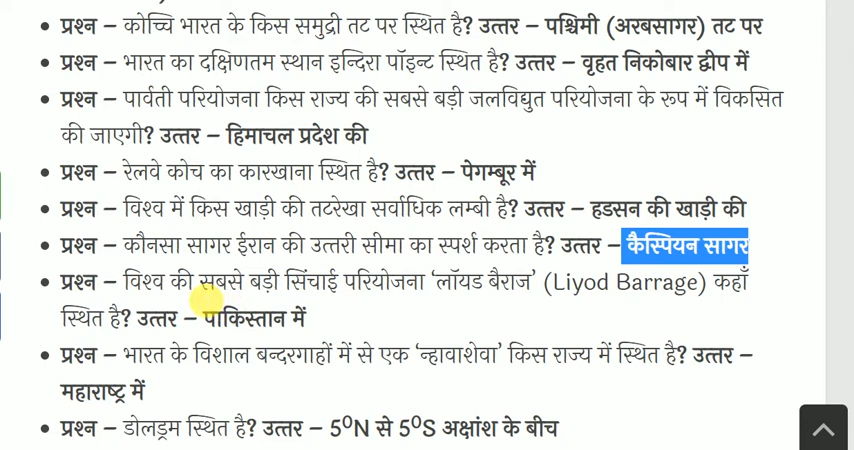 • प्रश्न – कोच्चि भारत के किस समुद्री तट पर स्थित है? उत्तर – पश्चिमी (अरबसागर) तट पर
• प्रश्न – भारत का दक्षिणतम स्थान इन्दिरा पॉइन्ट स्थित है? उत्तर – वृहत निकोबार द्वीप में
• प्रश्न – पार्वती परियोजना किस राज्य की सबसे बड़ी जलविद्युत परियोजना के रूप में विकसित
की जाएगी? उत्तर – हिमाचल प्रदेश की
• प्रश्न – रेलवे कोच का कारखाना स्थित है? उत्तर – पेगम्बूर में
• प्रश्न – विश्व में किस खाड़ी की तटरेखा सर्वाधिक लम्बी है? उत्तर – हडसन की खाड़ी की
• प्रश्न – कौनसा सागर ईरान की उत्तरी सीमा का स्पर्श करता है? उत्तर – कैस्पियन सागर
• प्रश्न – विश्व की सबसे बड़ी सिंचाई परियोजना ‘लॉयड बैराज’ (Liyod Barrage) कहाँ
स्थित है? उत्तर – पाकिस्तान में
• प्रश्न – भारत के विशाल बन्दरगाहों में से एक ‘न्हावाशेवा’ किस राज्य में स्थित है? उत्तर –
महाराष्ट्र में
• प्रश्न – डोलड्रम स्थित है? उत्तर – 5⁰N से 5⁰S अक्षांश के बीच